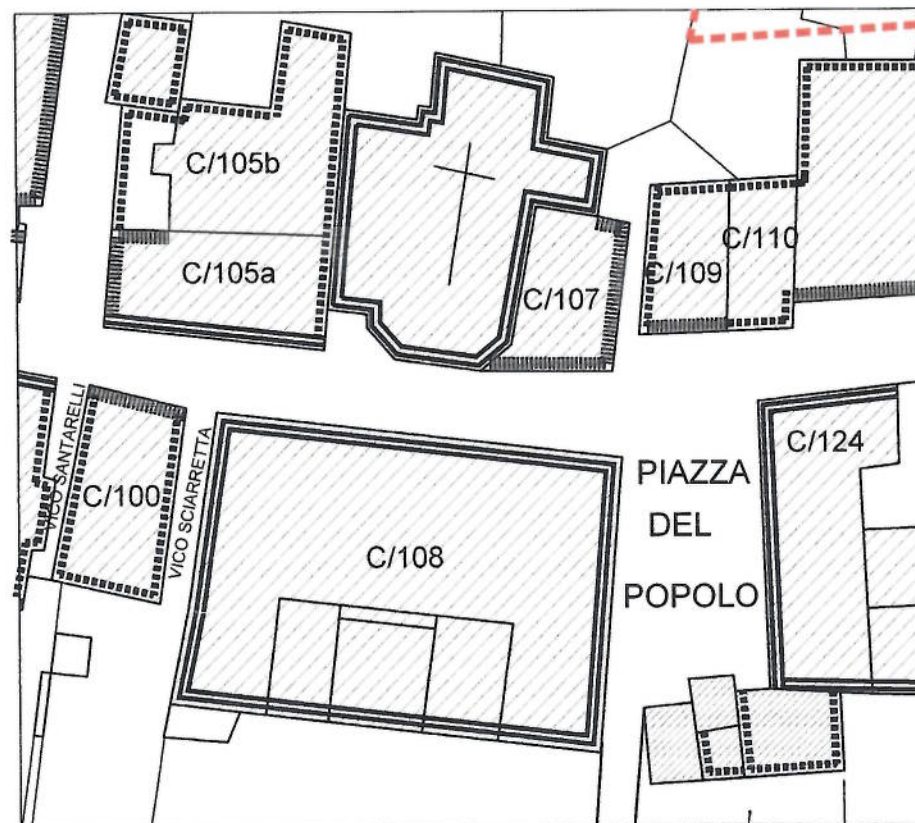 C/105b
C/105a
C/107
C/109
C/110
VICO SANTARELLI
C/100
VICO SCIARRETTA
C/108
PIAZZA
DEL
POPOLO
C/124